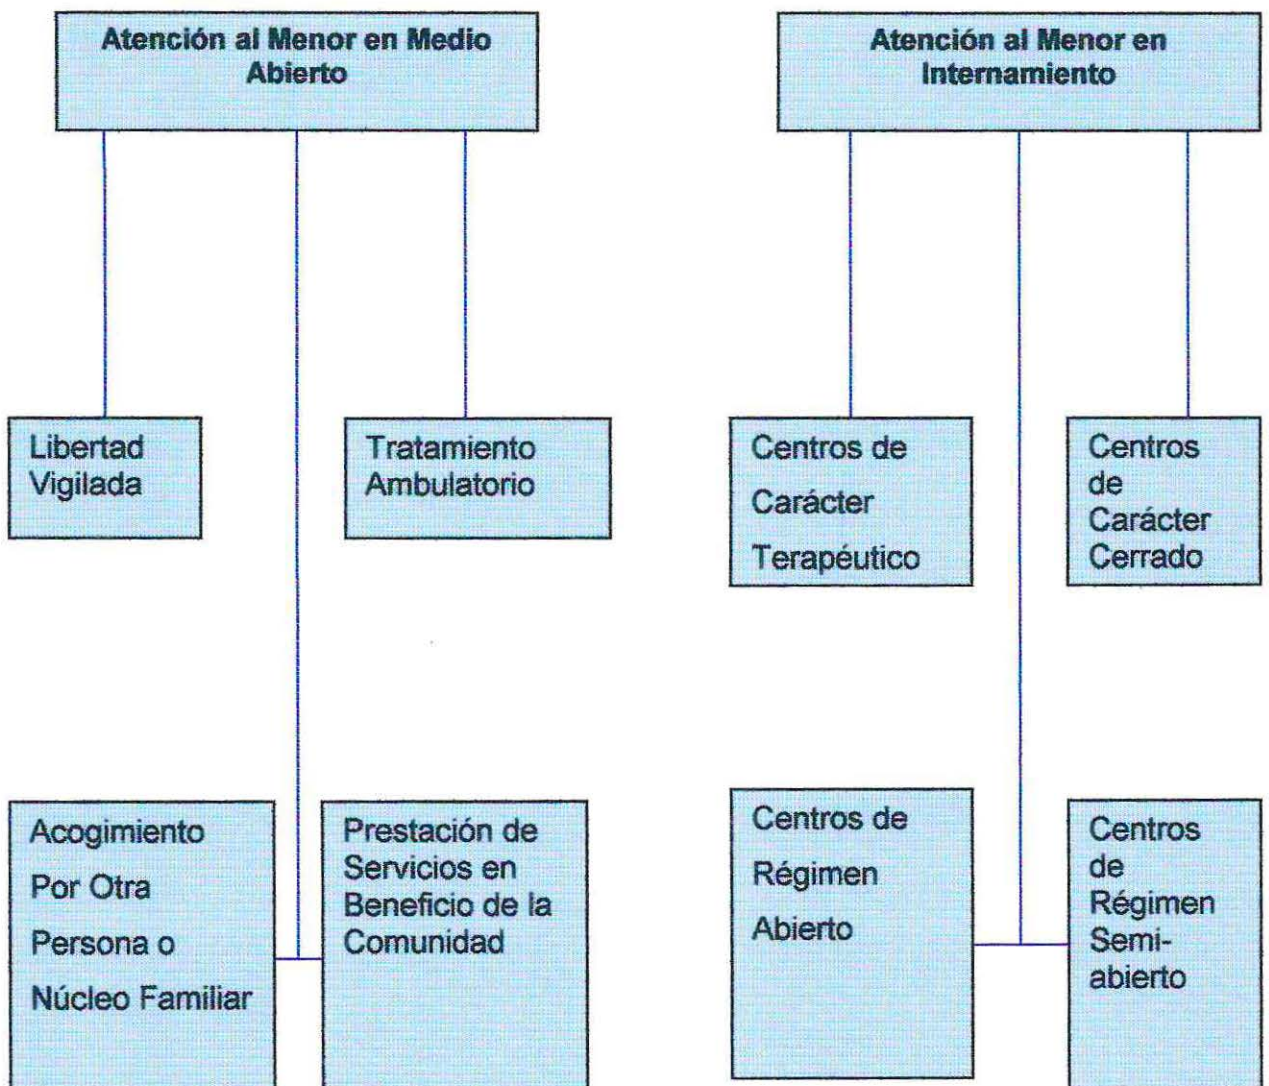 Atención al Menor en Medio
Abierto
Atención al Menor en
Internamiento
Libertad
Vigilada
Tratamiento
Ambulatorio
Centros de
Carácter
Terapéutico
Centros
de
Carácter
Cerrado
Acogimiento
Por Otra
Persona o
Núcleo Familiar
Prestación de
Servicios en
Beneficio de la
Comunidad
Centros de
Régimen
Abierto
Centros
de
Régimen
Semi-
abierto